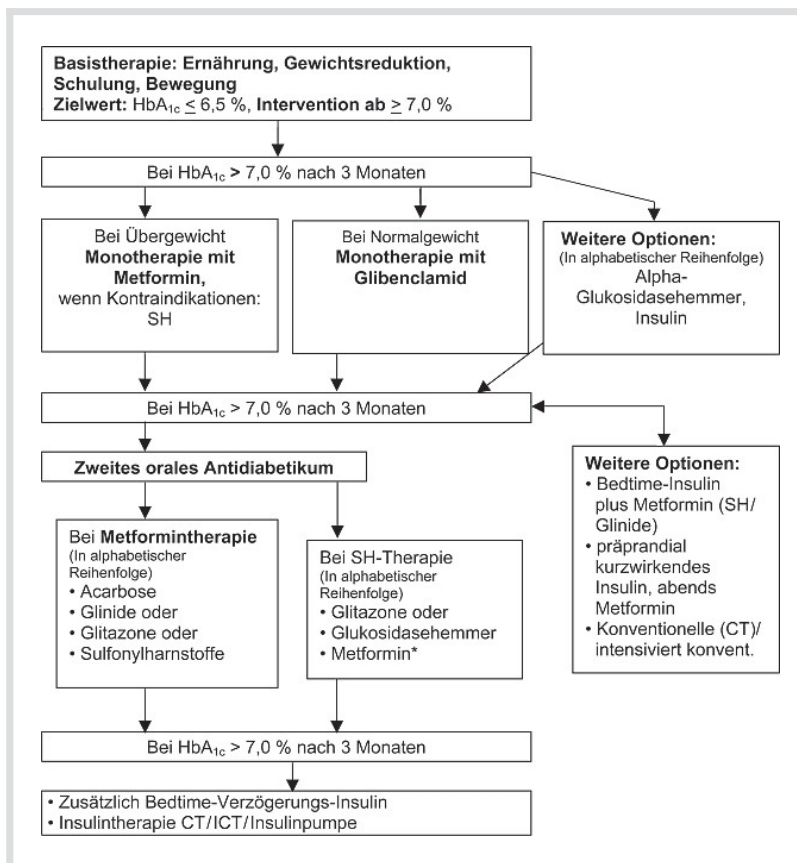 Basistherapie: Ernährung, Gewichtsreduktion,
Schulung, Bewegung
Zielwert: HbA1c ≤ 6,5 %, Intervention ab ≥ 7,0 %
Bei HbA1c > 7,0 % nach 3 Monaten
Bei Übergewicht
Monotherapie mit
Metformin,
wenn Kontraindikationen:
SH
Bei Normalgewicht
Monotherapie mit
Glibenclamid
Weitere Optionen:
(In alphabetischer Reihenfolge)
Alpha-
Glukosidasehemmer,
Insulin
Bei HbA1c > 7,0 % nach 3 Monaten
Zweites orales Antidiabetikum
Weitere Optionen:
• Bedtime-Insulin
plus Metformin (SH/
Glinide)
• präprandial
kurzwirkendes
Insulin, abends
Metformin
• Konventionelle (CT)/
intensiviert konvent.
Bei Metformintherapie
(In alphabetischer
Reihenfolge)
• Acarbose
• Glinide oder
• Glitazone oder
• Sulfonylharnstoffe
Bei SH-Therapie
(In alphabetischer
Reihenfolge)
• Glitazone oder
• Glukosidasehemmer
• Metformin*
Bei HbA1c > 7,0 % nach 3 Monaten
• Zusätzlich Bedtime-Verzögerungs-Insulin
• Insulintherapie CT/ICT/Insulinpumpe